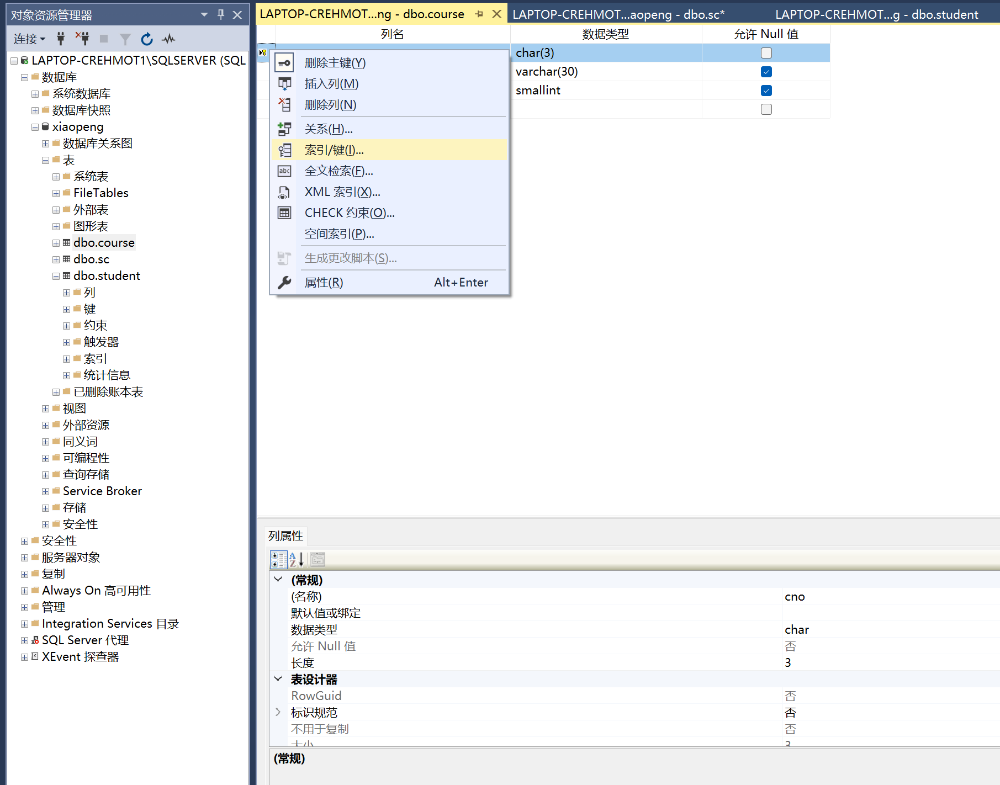 对象资源管理器
连接
LAPTOP-CREHMOT1\SQLSERVER (SQL
数据库
系统数据库
数据库快照
xiaopeng
数据库关系图
表
系统表
FileTables
外部表
图形表
dbo.course
dbo.sc
dbo.student
列
键
约束
触发器
索引
统计信息
已删除账本表
视图
外部资源
同义词
可编程性
查询存储
Service Broker
存储
安全性
安全性
服务器对象
复制
Always On 高可用性
管理
Integration Services 目录
SQL Server 代理
XEvent 探查器
LAPTOP-CREHMOT...ng - dbo.course LAPTOP-CREHMOT...aopeng - dbo.sc* LAPTOP-CREHMOT...g - dbo.student
列名 数据类型 允许 Null 值
char(3)
varchar(30)
smallint
删除主键(Y)
插入列(M)
删除列(N)
关系(H)...
索引/键(I)...
全文检索(F)...
XML 索引(X)...
CHECK 约束(O)...
空间索引(P)...
生成更改脚本(S)...
属性(R) Alt+Enter
列属性
(常规)
(名称) cno
默认值或绑定
数据类型 char
允许 Null 值 否
长度 3
表设计器
RowGuid 否
标识规范 否
不用于复制 否
大小 3
(常规)